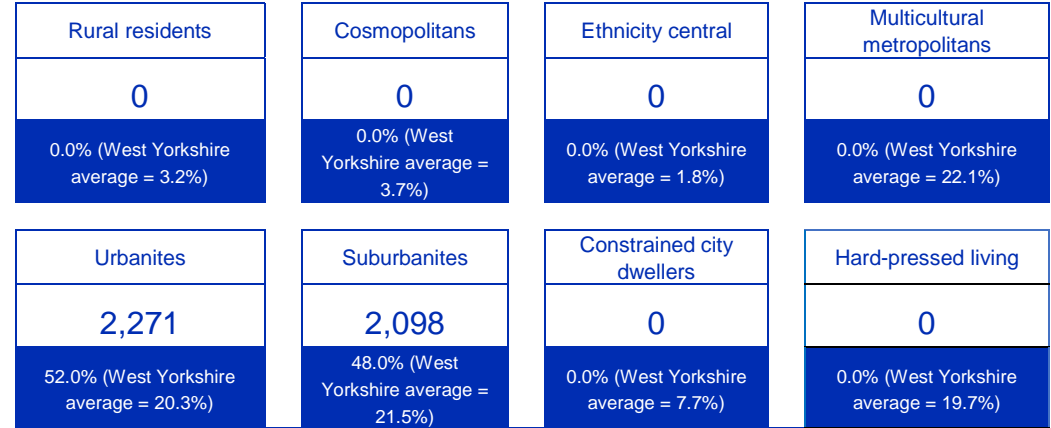 Rural residents
0
0.0% (West Yorkshire
average = 3.2%)
Cosmopolitans
0
0.0% (West
Yorkshire average =
3.7%)
Ethnicity central
0
0.0% (West Yorkshire
average = 1.8%)
Multicultural
metropolitans
0
0.0% (West Yorkshire
average = 22.1%)
Urbanites
2,271
52.0% (West Yorkshire
average = 20.3%)
Suburbanites
2,098
48.0% (West
Yorkshire average =
21.5%)
Constrained city
dwellers
0
0.0% (West Yorkshire
average = 7.7%)
Hard-pressed living
0
0.0% (West Yorkshire
average = 19.7%)